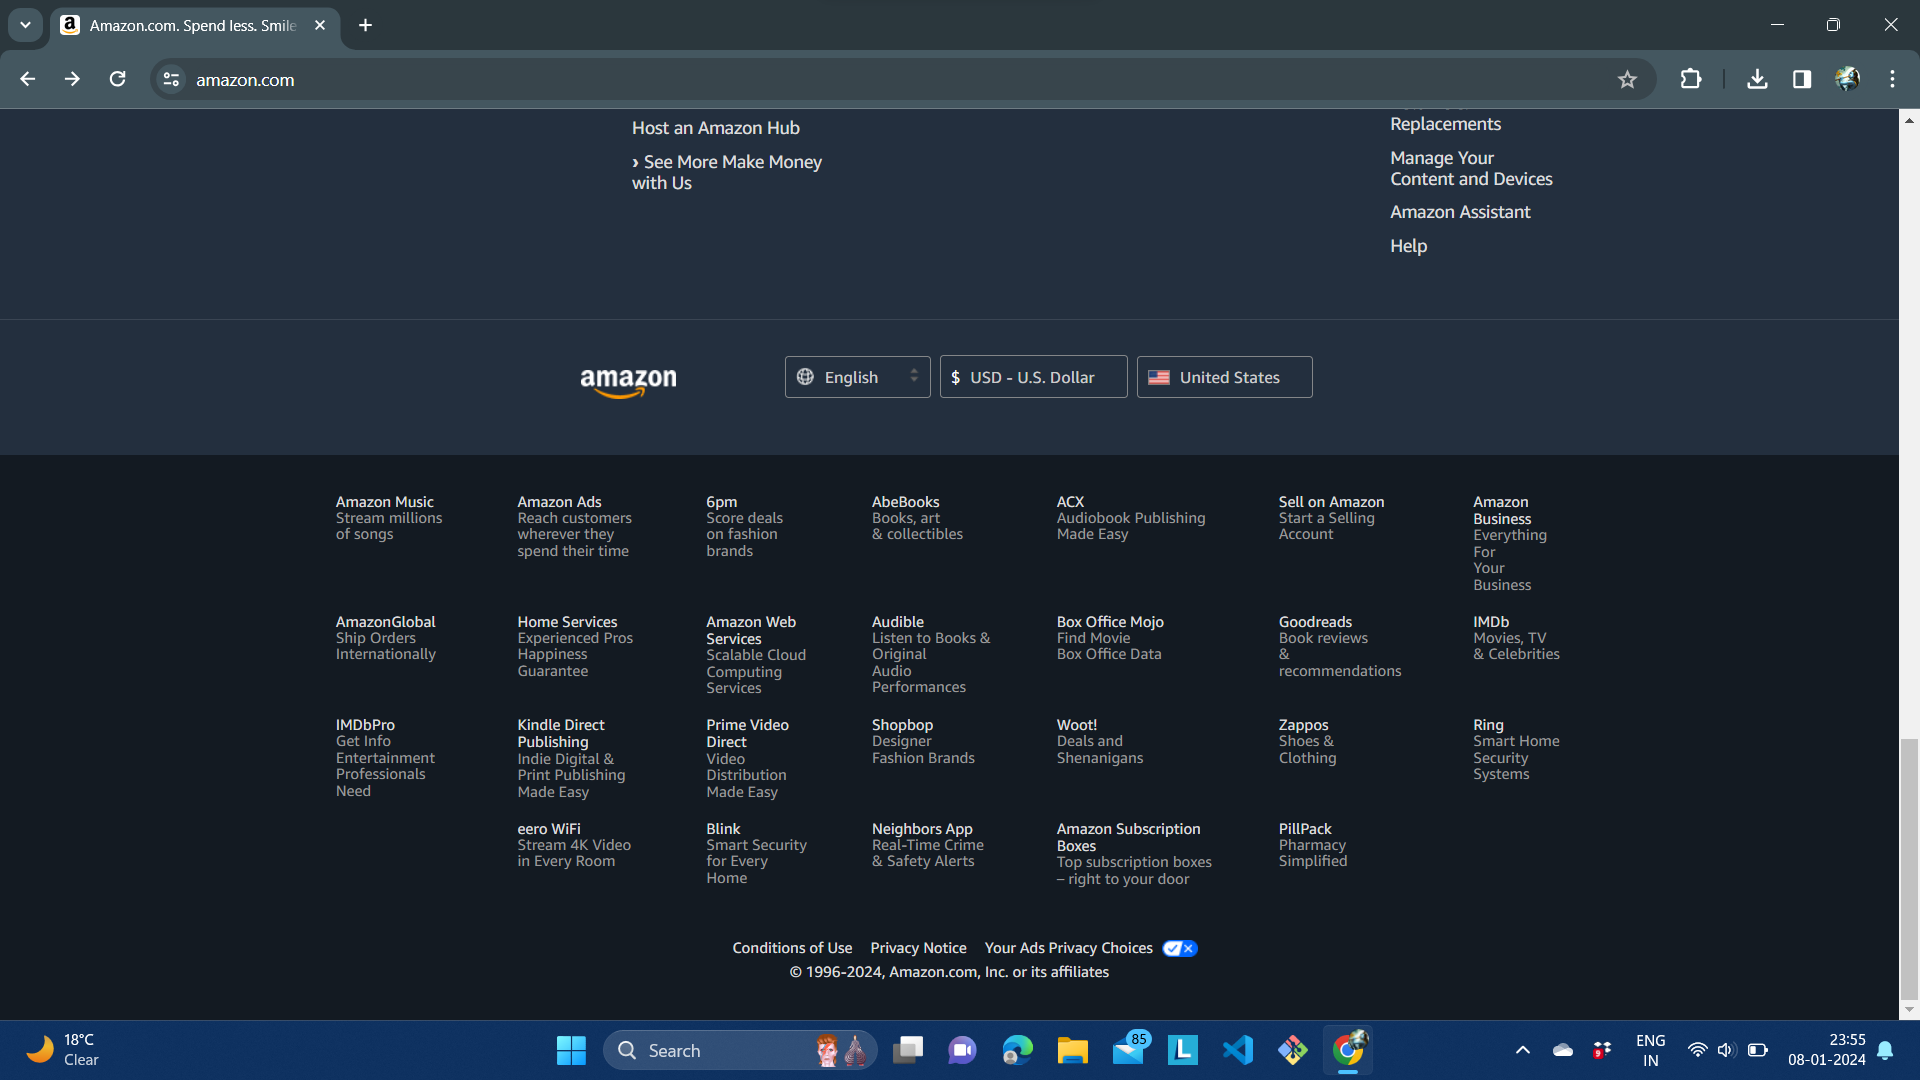 Amazon.com. Spend less. Smile
amazon.com
Host an Amazon Hub
› See More Make Money
with Us
Replacements
Manage Your
Content and Devices
Amazon Assistant
Help
amazon
English
$ USD - U.S. Dollar
United States
Amazon Music
Stream millions
of songs
Amazon Ads
Reach customers
wherever they
spend their time
6pm
Score deals
on fashion
brands
AbeBooks
Books, art
& collectibles
ACX
Audiobook Publishing
Made Easy
Sell on Amazon
Start a Selling
Account
Amazon
Business
Everything
For
Your
Business
AmazonGlobal
Ship Orders
Internationally
Home Services
Experienced Pros
Happiness
Guarantee
Amazon Web
Services
Scalable Cloud
Computing
Services
Audible
Listen to Books &
Original
Audio
Performances
Box Office Mojo
Find Movie
Box Office Data
Goodreads
Book reviews
&
recommendations
IMDb
Movies, TV
& Celebrities
IMDbPro
Get Info
Entertainment
Professionals
Need
Kindle Direct
Publishing
Indie Digital &
Print Publishing
Made Easy
Prime Video
Direct
Video
Distribution
Made Easy
Shopbop
Designer
Fashion Brands
Woot!
Deals and
Shenanigans
Zappos
Shoes &
Clothing
Ring
Smart Home
Security
Systems
eero WiFi
Stream 4K Video
in Every Room
Blink
Smart Security
for Every
Home
Neighbors App
Real-Time Crime
& Safety Alerts
Amazon Subscription
Boxes
Top subscription boxes
– right to your door
PillPack
Pharmacy
Simplified
Conditions of Use Privacy Notice Your Ads Privacy Choices
© 1996-2024, Amazon.com, Inc. or its affiliates
18°C
Clear
Search
85
L
9
ENG
IN
23:55
08-01-2024